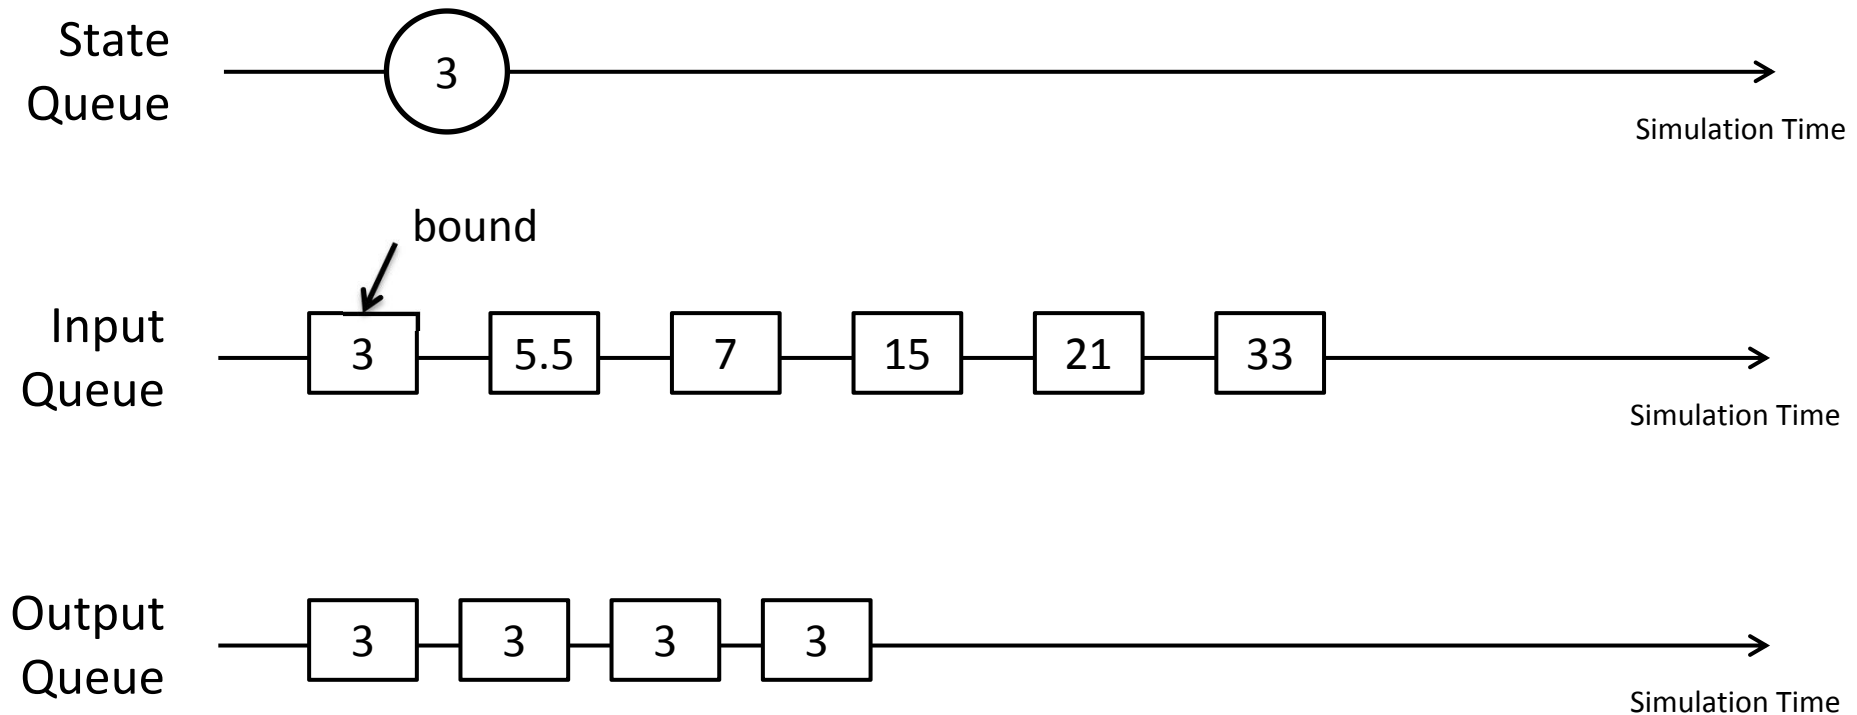 State
Queue
3
Simulation Time
bound
Input
Queue
3 5.5 7 15 21 33
Simulation Time
Output
Queue
3 3 3 3
Simulation Time